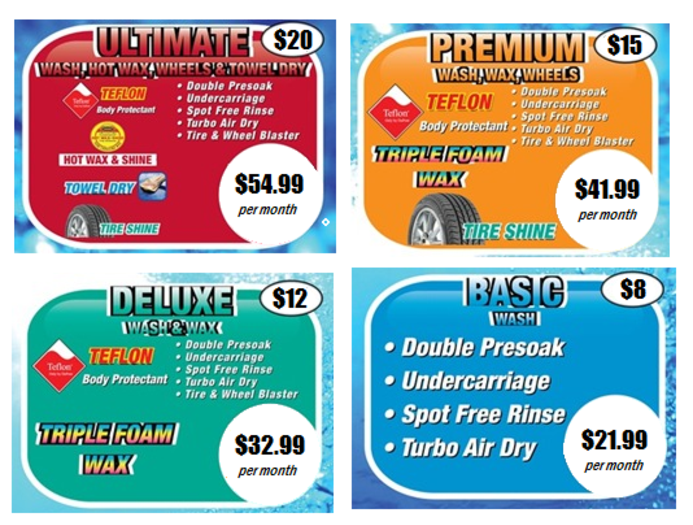 ULTIMATE $20
WASH, HOT WAX, WHEELS & TOWEL DRY
Teflon
TEFLON
Body Protectant
• Double Presoak
• Undercarriage
• Spot Free Rinse
• Turbo Air Dry
• Tire & Wheel Blaster
HOT WAX & SHINE
TOWEL DRY
TIRE SHINE
$54.99
per month
PREMIUM $15
WASH, WAX, WHEELS
Teflon
TEFLON
Body Protectant
• Double Presoak
• Undercarriage
• Spot Free Rinse
• Turbo Air Dry
• Tire & Wheel Blaster
TRIPLE FOAM
WAX
TIRE SHINE
$41.99
per month
DELUXE $12
WASH & WAX
Teflon
TEFLON
Body Protectant
• Double Presoak
• Undercarriage
• Spot Free Rinse
• Turbo Air Dry
• Tire & Wheel Blaster
TRIPLE FOAM
WAX
$32.99
per month
BASIC $8
WASH
• Double Presoak
• Undercarriage
• Spot Free Rinse
• Turbo Air Dry
$21.99
per month